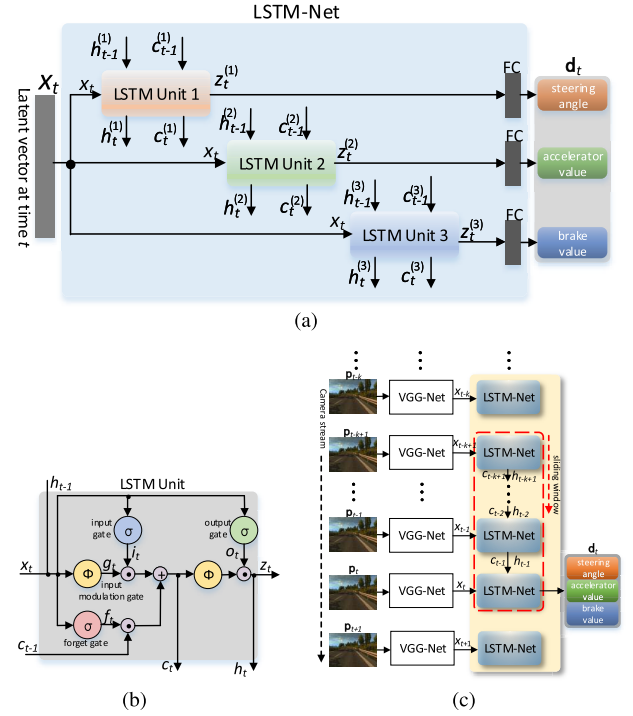 LSTM-Net
X_t
Latent vector at time t
h_{t-1}^{(1)} c_{t-1}^{(1)}
x_t LSTM Unit 1 z_t^{(1)}
h_t^{(1)} c_t^{(1)}
FC
d_t
steering
angle
h_{t-1}^{(2)} c_{t-1}^{(2)}
x_t LSTM Unit 2 z_t^{(2)}
h_t^{(2)} c_t^{(2)}
FC
accelerator
value
h_{t-1}^{(3)} c_{t-1}^{(3)}
x_t LSTM Unit 3 z_t^{(3)}
h_t^{(3)} c_t^{(3)}
FC
brake
value
(a)
h_{t-1}
LSTM Unit
input
gate
σ
i_t
output
gate
σ
o_t
x_t
Φ
g_t
input
modulation gate
+
Φ
z_t
σ
f_t
forget gate
c_{t-1}
c_t
h_t
(b)
Camera stream
p_{t-k}
VGG-Net x_{t-k} LSTM-Net
p_{t-k+1}
VGG-Net x_{t-k+1} LSTM-Net
c_{t-k+1} h_{t-k+1}
sliding window
c_{t-2} h_{t-2}
p_{t-1}
VGG-Net x_{t-1} LSTM-Net
c_{t-1} h_{t-1}
p_t
VGG-Net x_t LSTM-Net
d_t
steering
angle
accelerator
value
brake
value
p_{t+1}
VGG-Net x_{t+1} LSTM-Net
(c)